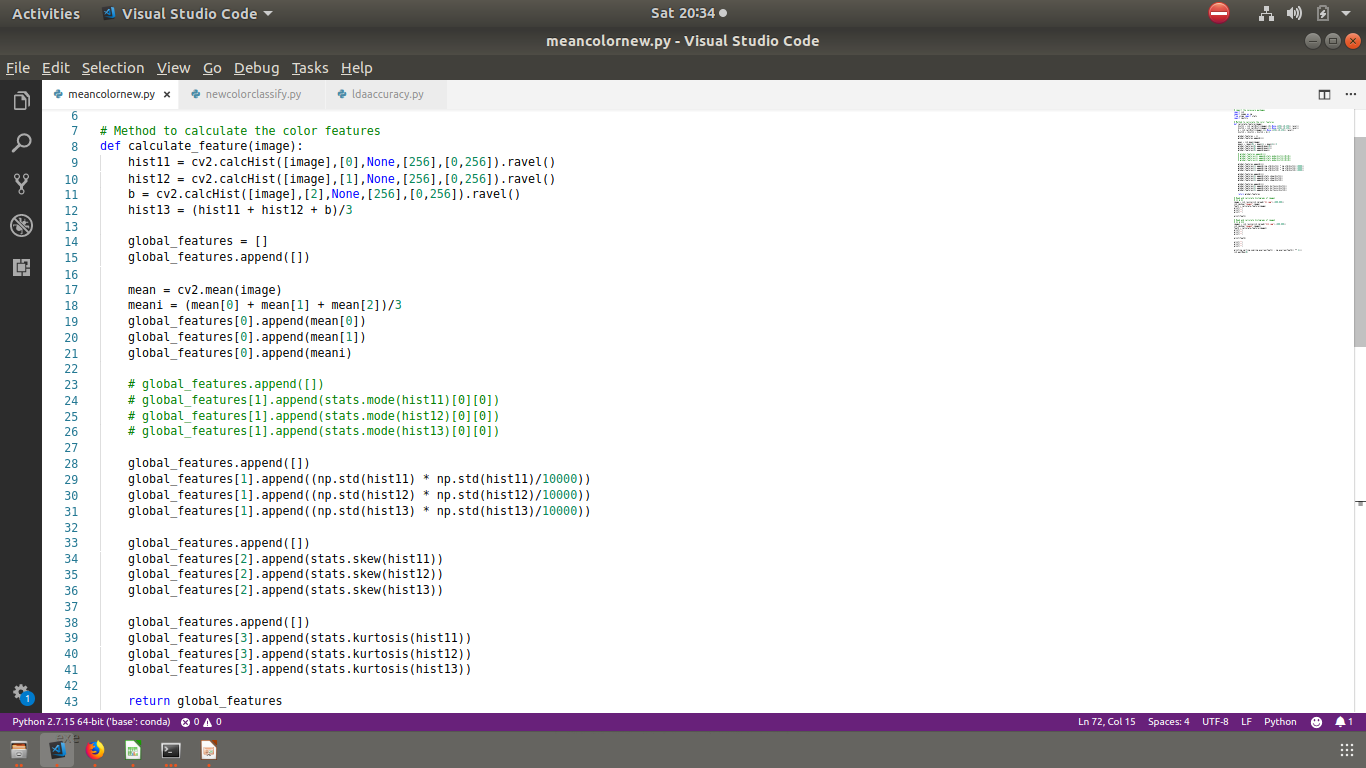 Activities Visual Studio Code Sat 20:34
meancolornew.py - Visual Studio Code
File Edit Selection View Go Debug Tasks Help
meancolornew.py × newcolorclassify.py ldaaccuracy.py
6
7 # Method to calculate the color features
8 def calculate_feature(image):
9 hist11 = cv2.calcHist([image],[0],None,[256],[0,256]).ravel()
10 hist12 = cv2.calcHist([image],[1],None,[256],[0,256]).ravel()
11 b = cv2.calcHist([image],[2],None,[256],[0,256]).ravel()
12 hist13 = (hist11 + hist12 + b)/3
13
14 global_features = []
15 global_features.append([])
16
17 mean = cv2.mean(image)
18 meani = (mean[0] + mean[1] + mean[2])/3
19 global_features[0].append(mean[0])
20 global_features[0].append(mean[1])
21 global_features[0].append(meani)
22
23 # global_features.append([])
24 # global_features[1].append(stats.mode(hist11)[0][0])
25 # global_features[1].append(stats.mode(hist12)[0][0])
26 # global_features[1].append(stats.mode(hist13)[0][0])
27
28 global_features.append([])
29 global_features[1].append((np.std(hist11) * np.std(hist11)/10000))
30 global_features[1].append((np.std(hist12) * np.std(hist12)/10000))
31 global_features[1].append((np.std(hist13) * np.std(hist13)/10000))
32
33 global_features.append([])
34 global_features[2].append(stats.skew(hist11))
35 global_features[2].append(stats.skew(hist12))
36 global_features[2].append(stats.skew(hist13))
37
38 global_features.append([])
39 global_features[3].append(stats.kurtosis(hist11))
40 global_features[3].append(stats.kurtosis(hist12))
41 global_features[3].append(stats.kurtosis(hist13))
42
43 return global_features
1
Python 2.7.15 64-bit ('base': conda) 0 0 Ln 72, Col 15 Spaces: 4 UTF-8 LF Python 1